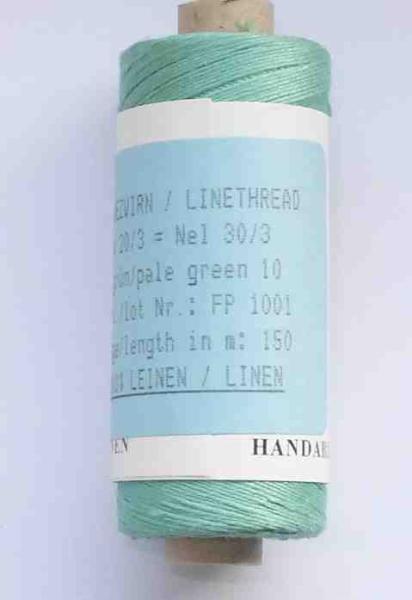 LINETHREAD
20/3 = Nel 30/3
grün/pale green 10
/lot Nr.: FP 1001
/length in m: 150
LEINEN / LINEN
HANDAR